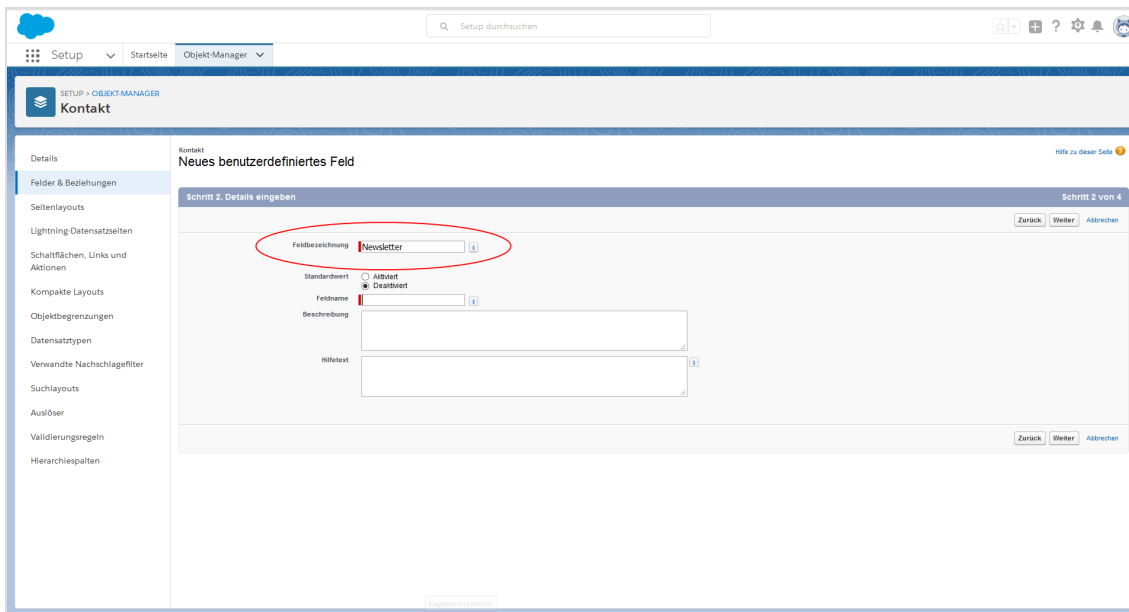 Setup durchsuchen
Setup
Startseite
Objekt-Manager
SETUP > OBJEKT-MANAGER
Kontakt
Details
Felder & Beziehungen
Seitenlayouts
Lightning-Datensatzseiten
Schaltflächen, Links und
Aktionen
Kompakte Layouts
Objektbegrenzungen
Datensatztypen
Verwandte Nachschlagefilter
Suchlayouts
Auslöser
Validierungsregeln
Hierarchiespalten
Kontakt
Neues benutzerdefiniertes Feld
Hilfe zu dieser Seite
Schritt 2. Details eingeben
Schritt 2 von 4
Zurück Weiter Abbrechen
Feldbezeichnung Newsletter
Standardwert Aktiviert
Deaktiviert
Feldname
Beschreibung
Hilfetext
Zurück Weiter Abbrechen
Capture screenshot